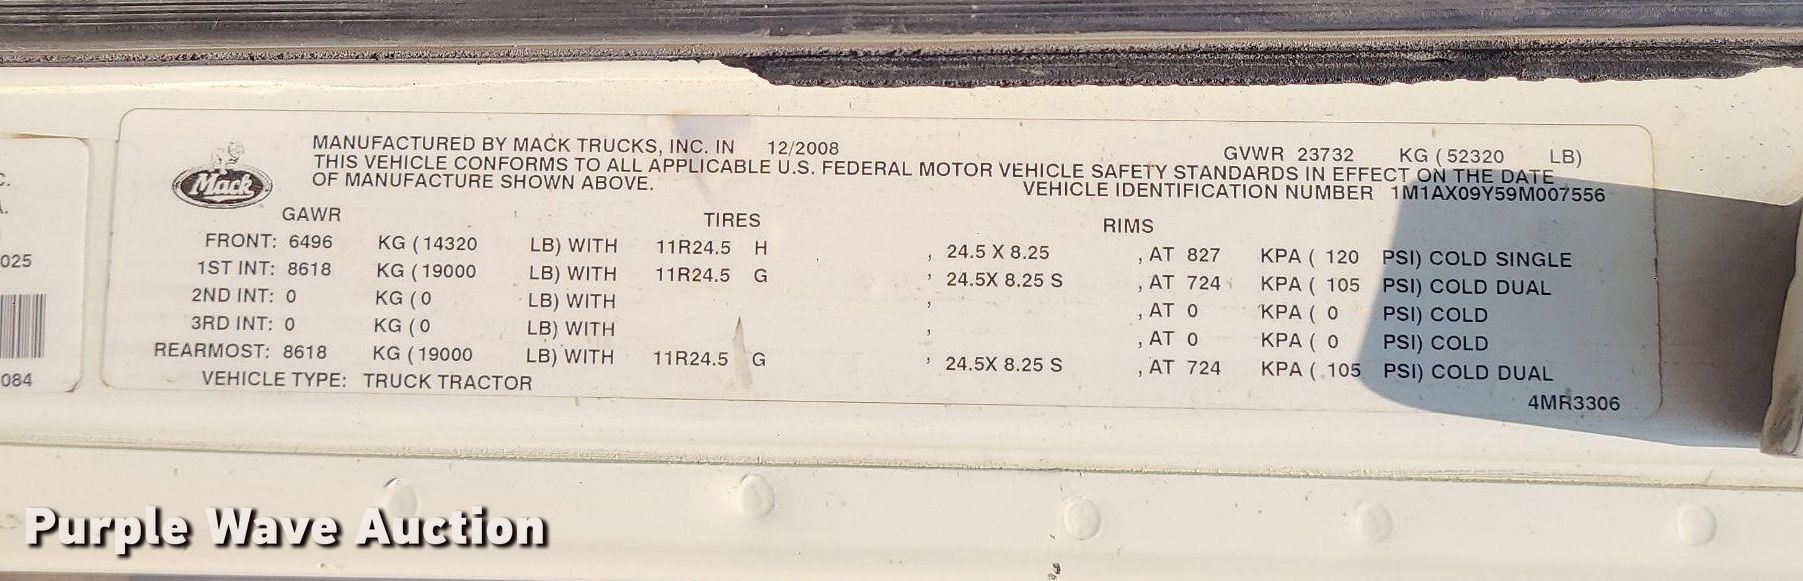 MANUFACTURED BY MACK TRUCKS, INC. IN 12/2008 GVWR 23732 KG ( 52320 LB)
THIS VEHICLE CONFORMS TO ALL APPLICABLE U.S. FEDERAL MOTOR VEHICLE SAFETY STANDARDS IN EFFECT ON THE DATE
OF MANUFACTURE SHOWN ABOVE. VEHICLE IDENTIFICATION NUMBER 1M1AX09Y59M007556
Mack
GAWR TIRES RIMS
FRONT: 6496 KG ( 14320 LB) WITH 11R24.5 H , 24.5 X 8.25 , AT 827 KPA ( 120 PSI) COLD SINGLE
1ST INT: 8618 KG ( 19000 LB) WITH 11R24.5 G , 24.5X 8.25 S , AT 724 KPA ( 105 PSI) COLD DUAL
2ND INT: 0 KG ( 0 LB) WITH , , AT 0 KPA ( 0 PSI) COLD
3RD INT: 0 KG ( 0 LB) WITH , , AT 0 KPA ( 0 PSI) COLD
REARMOST: 8618 KG ( 19000 LB) WITH 11R24.5 G , 24.5X 8.25 S , AT 724 KPA ( 105 PSI) COLD DUAL
VEHICLE TYPE: TRUCK TRACTOR
4MR3306
C.
A.
025
084
Purple Wave Auction